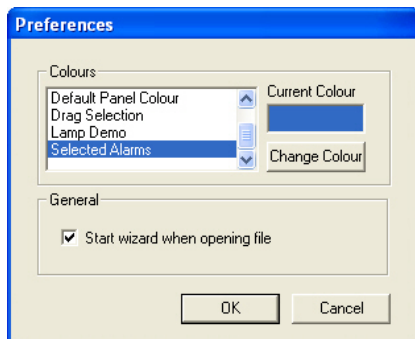 Preferences
Colours
Default Panel Colour
Drag Selection
Lamp Demo
Selected Alarms
Current Colour
Change Colour
General
Start wizard when opening file
OK
Cancel